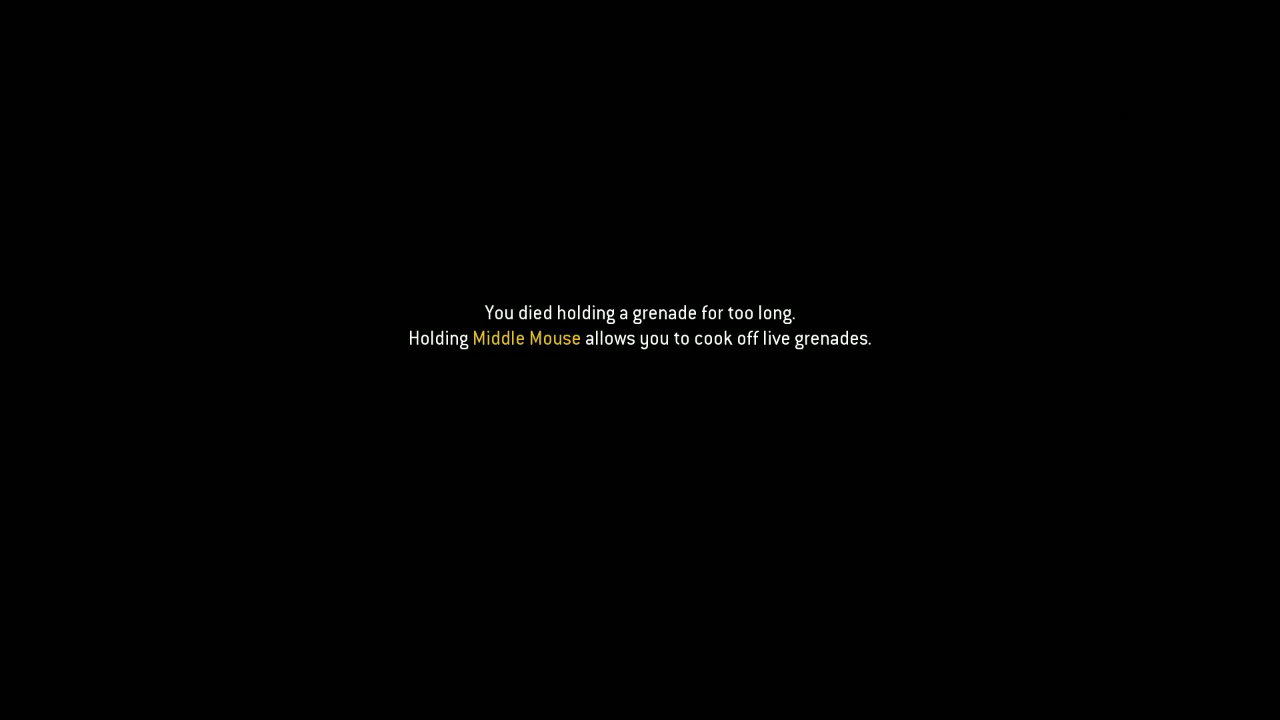 You died holding a grenade for too long.
Holding Middle Mouse allows you to cook off live grenades.